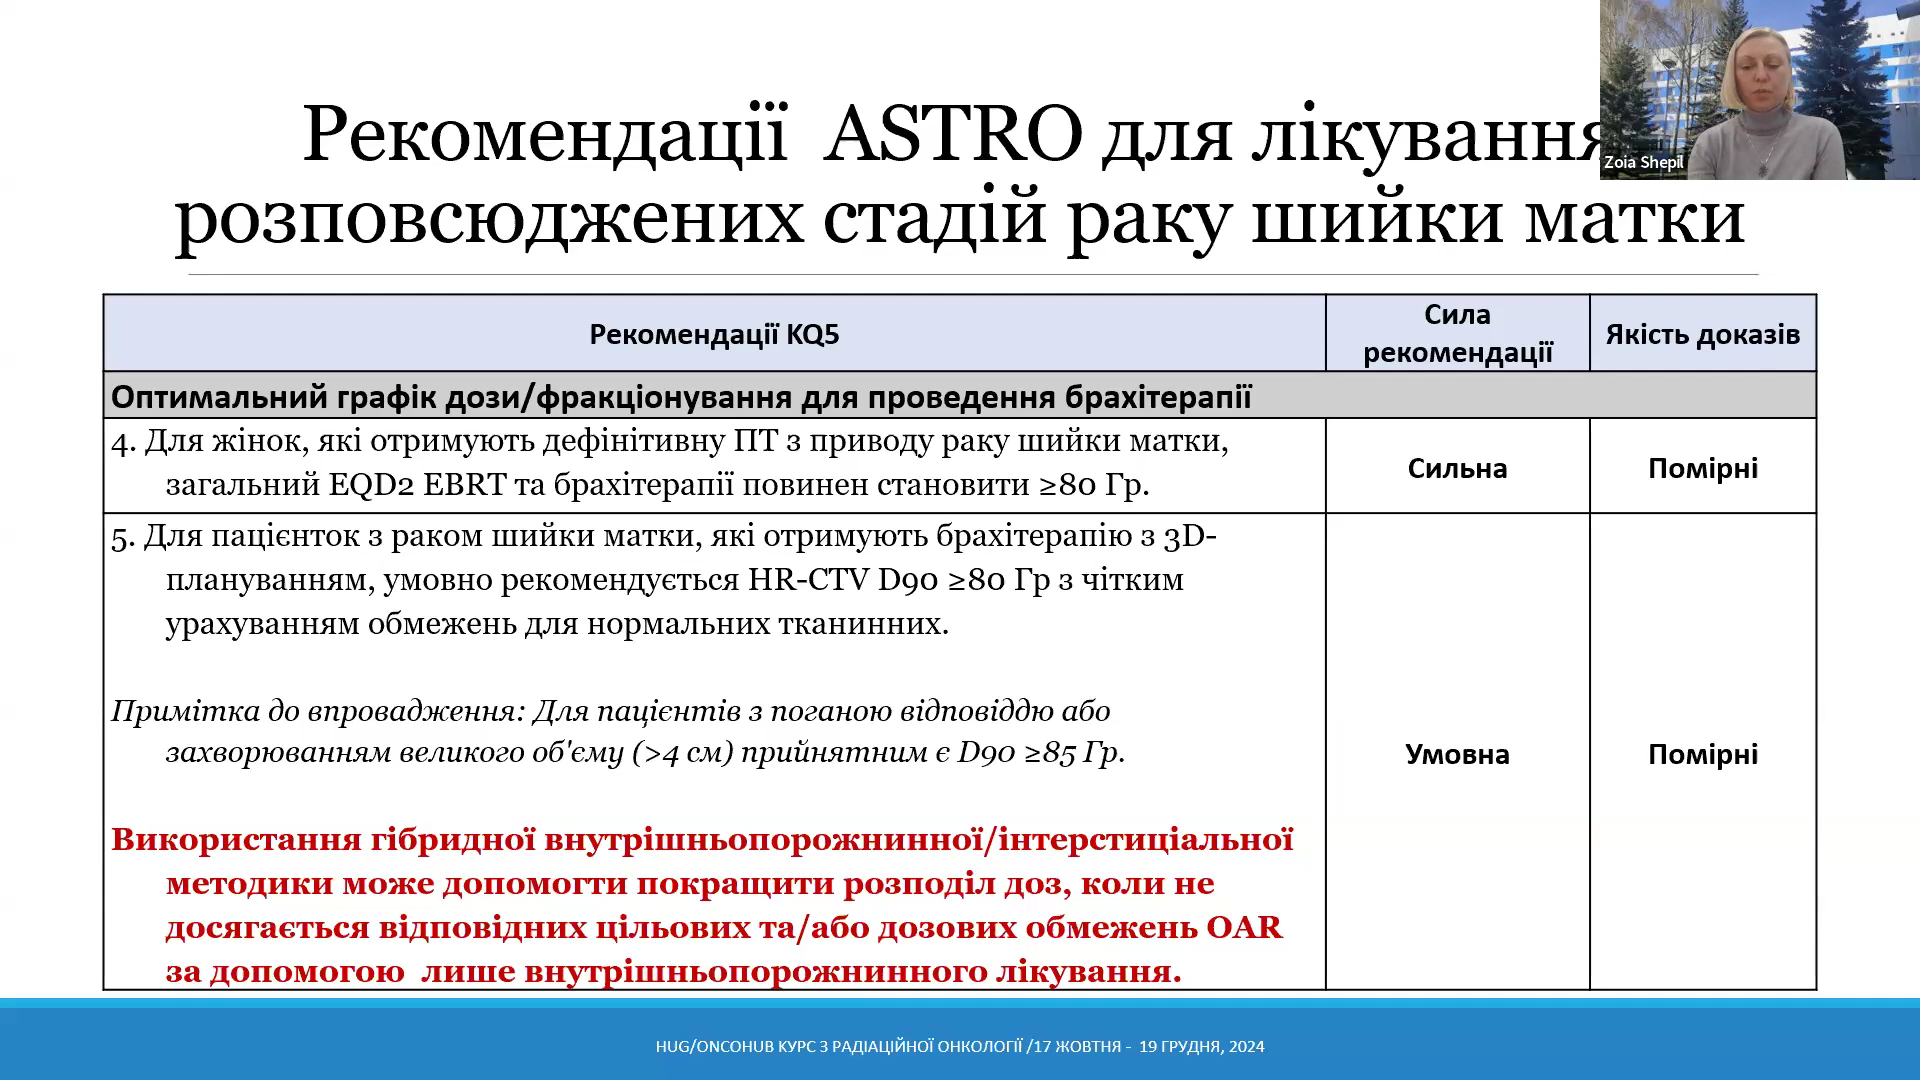 Рекомендації ASTRO для лікування
розповсюджених стадій раку шийки матки
Zoia Shepil
Рекомендації KQ5
Сила
рекомендації
Якість доказів
Оптимальний графік дози/фракціонування для проведення брахітерапії
4. Для жінок, які отримують дефінітивну ПТ з приводу раку шийки матки,
загальний EQD2 EBRT та брахітерапії повинен становити ≥80 Гр.
Сильна
Помірні
5. Для пацієнток з раком шийки матки, які отримують брахітерапію з 3D-
плануванням, умовно рекомендується HR-CTV D90 ≥80 Гр з чітким
урахуванням обмежень для нормальних тканинних.
Примітка до впровадження: Для пацієнтів з поганою відповіддю або
захворюванням великого об'єму (>4 см) прийнятним є D90 ≥85 Гр.
Використання гібридної внутрішньопорожнинної/інтерстиціальної
методики може допомогти покращити розподіл доз, коли не
досягається відповідних цільових та/або дозових обмежень OAR
за допомогою лише внутрішньопорожнинного лікування.
Умовна
Помірні
HUG/ONCOHUB КУРС З РАДІАЦІЙНОЇ ОНКОЛОГІЇ /17 ЖОВТНЯ - 19 ГРУДНЯ, 2024